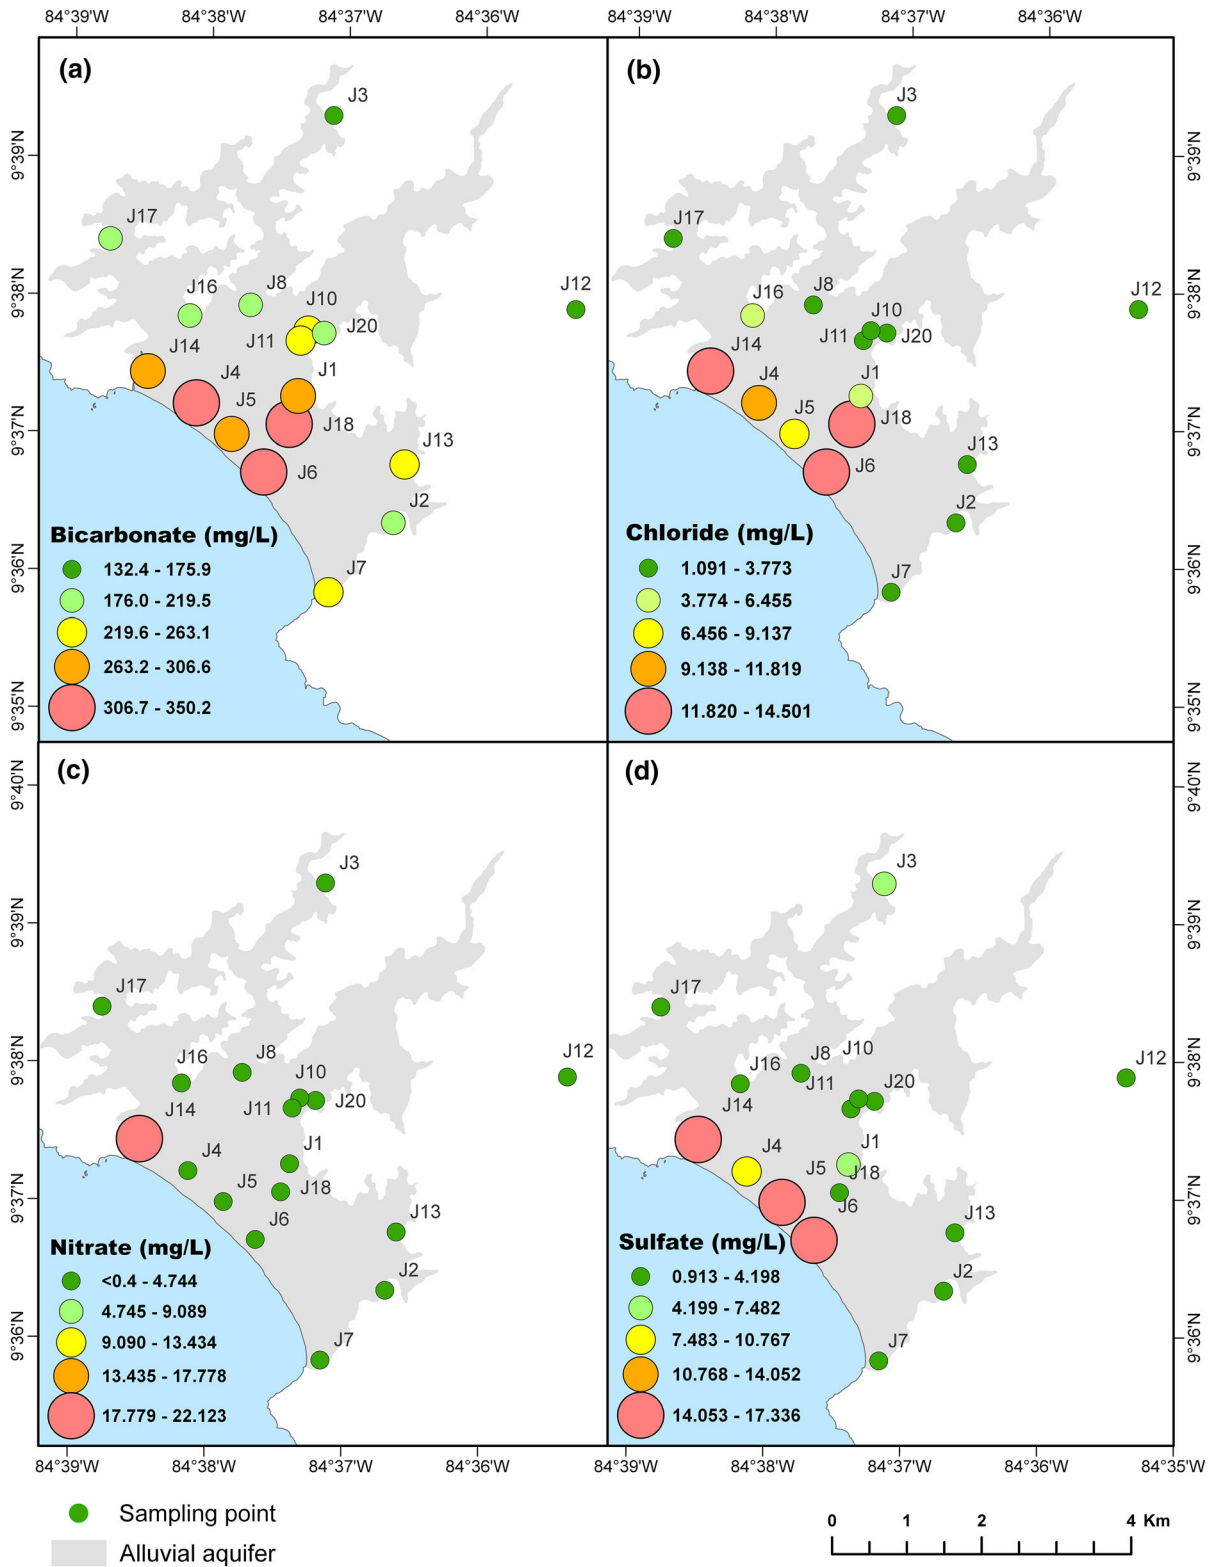 84°39'W 84°38'W 84°37'W 84°36'W 84°39'W 84°38'W 84°37'W 84°36'W
(a) (b)
J3 J3
9°39'N 9°39'N
J17 J17
9°38'N 9°38'N
J12 J12
J16 J8 J10 J16 J8 J10
J11 J20 J11 J20
J14 J4 J1 J14 J4 J1
J5 J18 J5 J18
9°37'N 9°37'N
J13 J13
J6 J6
J2 J2
Bicarbonate (mg/L) Chloride (mg/L)
9°36'N 9°36'N
J7 J7
132.4 - 175.9 1.091 - 3.773
176.0 - 219.5 3.774 - 6.455
219.6 - 263.1 6.456 - 9.137
263.2 - 306.6 9.138 - 11.819
306.7 - 350.2 11.820 - 14.501
9°35'N 9°35'N
(c) (d)
9°40'N 9°40'N
J3 J3
9°39'N 9°39'N
J17 J17
9°38'N 9°38'N
J12 J12
J16 J8 J10 J16 J8 J10
J11 J20 J11 J20
J14 J4 J1 J14 J4 J1
J5 J18 J5 J18
9°37'N 9°37'N
J6 J13 J6 J13
J2 J2
Nitrate (mg/L) Sulfate (mg/L)
J7 J7
9°36'N 9°36'N
<0.4 - 4.744 0.913 - 4.198
4.745 - 9.089 4.199 - 7.482
9.090 - 13.434 7.483 - 10.767
13.435 - 17.778 10.768 - 14.052
17.779 - 22.123 14.053 - 17.336
84°39'W 84°38'W 84°37'W 84°36'W 84°39'W 84°38'W 84°37'W 84°36'W 84°35'W
Sampling point
Alluvial aquifer
0 1 2 4 Km